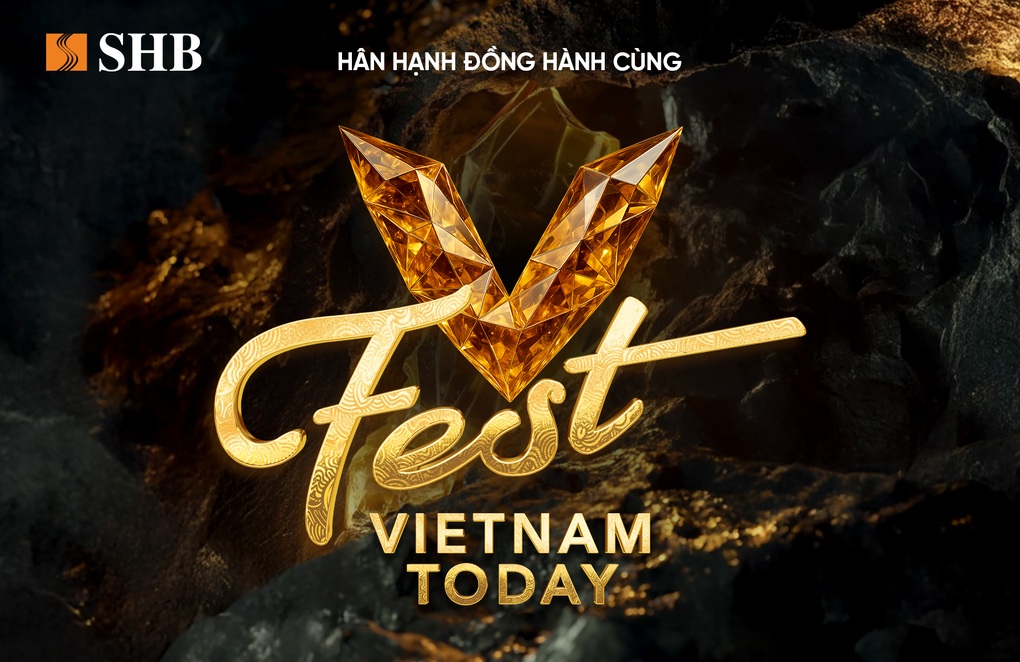 SHB
HÂN HẠNH ĐỒNG HÀNH CÙNG
V
Fest
VIETNAM
TODAY